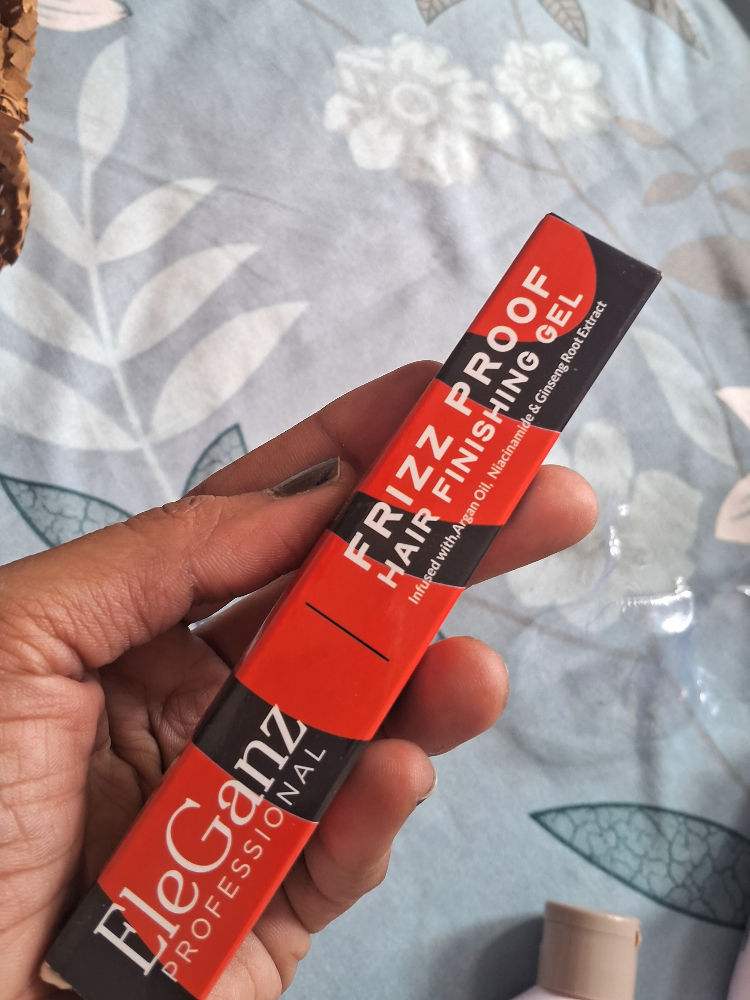 FRIZZ PROOF
HAIR FINISHING GEL
Infused with,Argan Oil, Niacinamide & Ginseng Root Extract
EleGanz
PROFESSIONAL